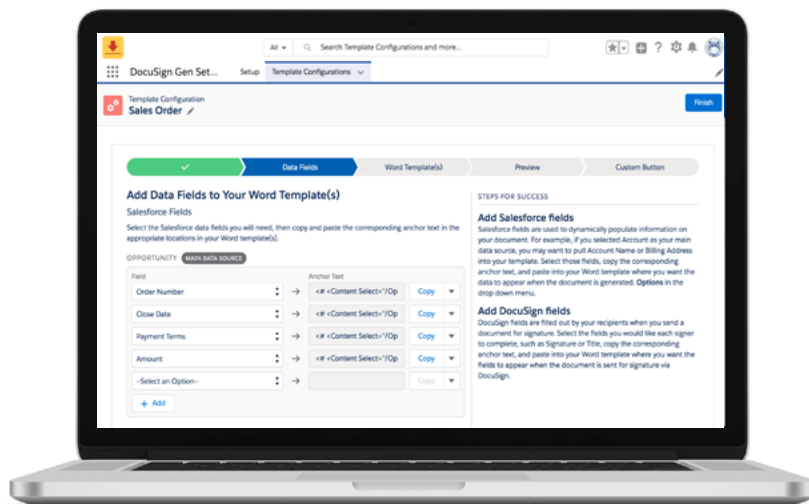 All
Search Template Configurations and more...
DocuSign Gen Set...
Setup
Template Configurations
Template Configuration
Sales Order
Finish
Data Fields
Word Template(s)
Preview
Custom Button
Add Data Fields to Your Word Template(s)
Salesforce Fields
Select the Salesforce data fields you will need, then copy and paste the corresponding anchor text in the
appropriate locations in your Word template(s).
OPPORTUNITY MAIN DATA SOURCE
Field
Anchor Text
Order Number
<# <Content Select="/Op
Copy
Close Date
<# <Content Select="/Op
Copy
Payment Terms
<# <Content Select="/Op
Copy
Amount
<# <Content Select="/Op
Copy
--Select an Option--
Copy
+ Add
STEPS FOR SUCCESS
Add Salesforce fields
Salesforce fields are used to dynamically populate information on
your document. For example, if you selected Account as your main
data source, you may want to pull Account Name or Billing Address
into your template. Select those fields, copy the corresponding
anchor text, and paste into your Word template where you want the
data to appear when the document is generated. Options in the
drop down menu.
Add DocuSign fields
DocuSign fields are filled out by your recipients when you send a
document for signature. Select the fields you would like each signer
to complete, such as Signature or Title, copy the corresponding
anchor text, and paste into your Word template where you want the
fields to appear when the document is sent for signature via
DocuSign.